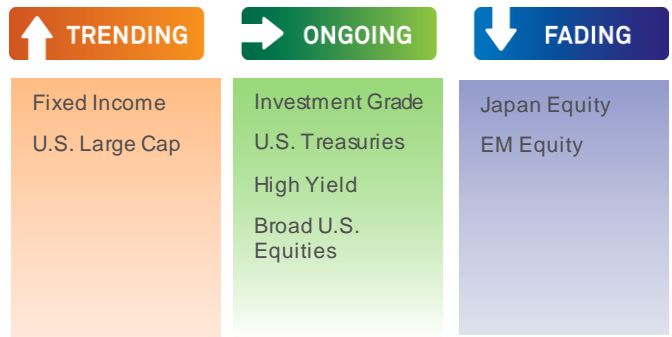 TRENDING
Fixed Income
U.S. Large Cap
ONGOING
Investment Grade
U.S. Treasuries
High Yield
Broad U.S.
Equities
FADING
Japan Equity
EM Equity